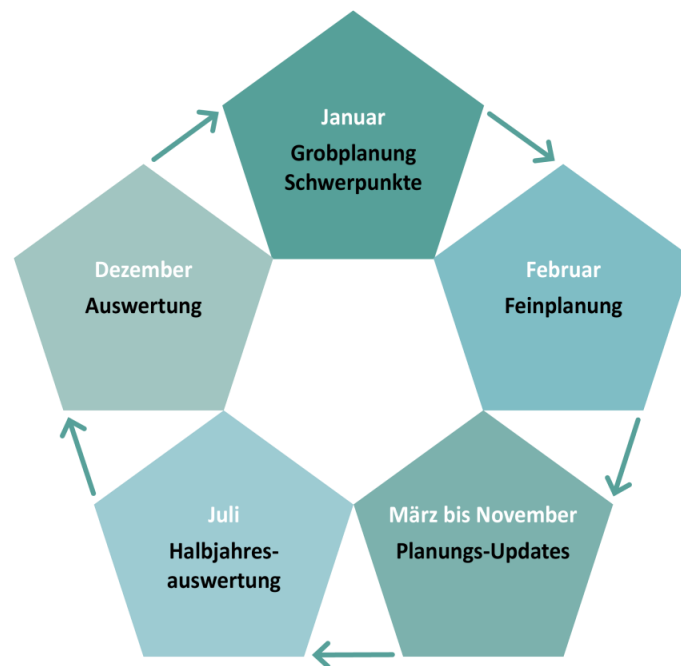 Januar
Grobplanung
Schwerpunkte
Februar
Feinplanung
März bis November
Planungs-Updates
Juli
Halbjahres-
auswertung
Dezember
Auswertung